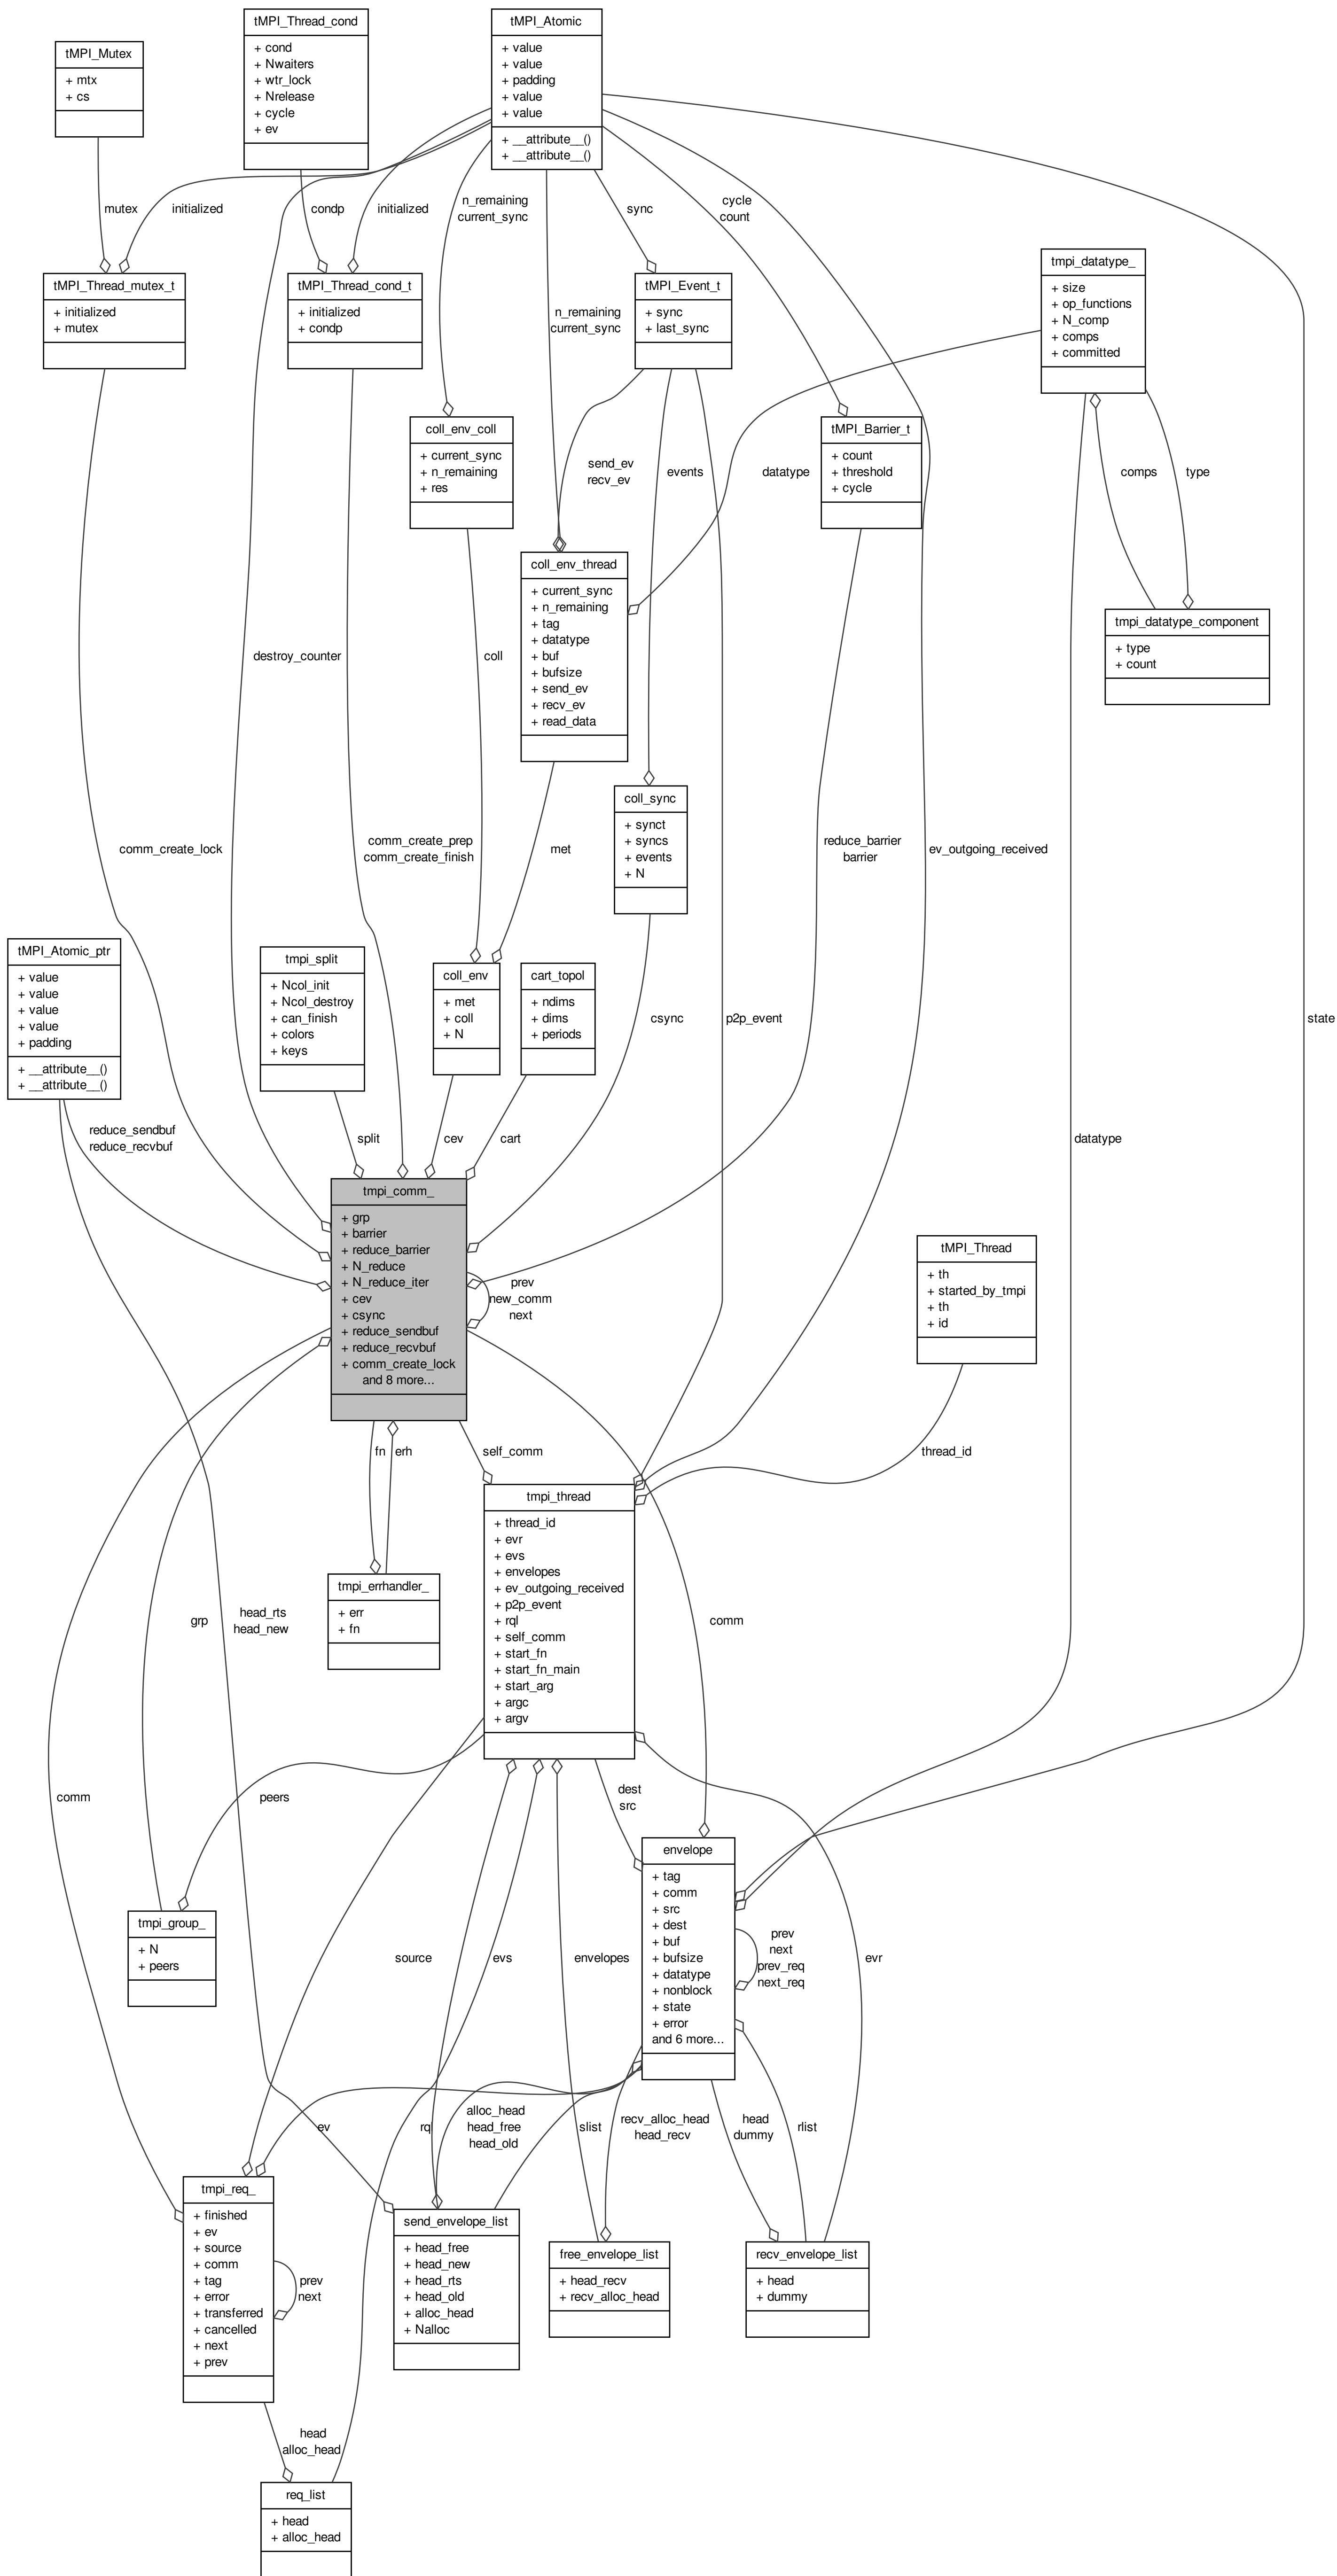 tMPI_Thread_cond
+ cond
+ Nwaiters
+ wtr_lock
+ Nrelease
+ cycle
+ ev
tMPI_Atomic
+ value
+ value
+ padding
+ value
+ value
+ __attribute__()
+ __attribute__()
tMPI_Mutex
+ mtx
+ cs
mutex
initialized
condp
initialized
n_remaining
current_sync
sync
cycle
count
tmpi_datatype_
+ size
+ op_functions
+ N_comp
+ comps
+ committed
tMPI_Thread_mutex_t
+ initialized
+ mutex
tMPI_Thread_cond_t
+ initialized
+ condp
n_remaining
current_sync
tMPI_Event_t
+ sync
+ last_sync
coll_env_coll
+ current_sync
+ n_remaining
+ res
send_ev
recv_ev
events
datatype
tMPI_Barrier_t
+ count
+ threshold
+ cycle
comps
type
coll_env_thread
+ current_sync
+ n_remaining
+ tag
+ datatype
+ buf
+ bufsize
+ send_ev
+ recv_ev
+ read_data
tmpi_datatype_component
+ type
+ count
destroy_counter
coll
coll_sync
+ synct
+ syncs
+ events
+ N
comm_create_lock
comm_create_prep
comm_create_finish
met
reduce_barrier
barrier
ev_outgoing_received
tMPI_Atomic_ptr
+ value
+ value
+ value
+ value
+ padding
+ __attribute__()
+ __attribute__()
tmpi_split
+ Ncol_init
+ Ncol_destroy
+ can_finish
+ colors
+ keys
coll_env
+ met
+ coll
+ N
cart_topol
+ ndims
+ dims
+ periods
csync
p2p_event
state
reduce_sendbuf
reduce_recvbuf
split
cev
cart
datatype
tmpi_comm_
+ grp
+ barrier
+ reduce_barrier
+ N_reduce
+ N_reduce_iter
+ cev
+ csync
+ reduce_sendbuf
+ reduce_recvbuf
+ comm_create_lock
and 8 more...
prev
new_comm
next
tMPI_Thread
+ th
+ started_by_tmpi
+ th
+ id
fn
erh
self_comm
thread_id
tmpi_thread
+ thread_id
+ evr
+ evs
+ envelopes
+ ev_outgoing_received
+ p2p_event
+ rql
+ self_comm
+ start_fn
+ start_fn_main
+ start_arg
+ argc
+ argv
tmpi_errhandler_
+ err
+ fn
grp
head_rts
head_new
comm
comm
peers
dest
src
envelope
+ tag
+ comm
+ src
+ dest
+ buf
+ bufsize
+ datatype
+ nonblock
+ state
+ error
and 6 more...
tmpi_group_
+ N
+ peers
source
evs
envelopes
prev
next
prev_req
next_req
evr
ev
rql
alloc_head
head_free
head_old
slist
recv_alloc_head
head_recv
head
dummy
rlist
tmpi_req_
+ finished
+ ev
+ source
+ comm
+ tag
+ error
+ transferred
+ cancelled
+ next
+ prev
prev
next
send_envelope_list
+ head_free
+ head_new
+ head_rts
+ head_old
+ alloc_head
+ Nalloc
free_envelope_list
+ head_recv
+ recv_alloc_head
recv_envelope_list
+ head
+ dummy
head
alloc_head
req_list
+ head
+ alloc_head